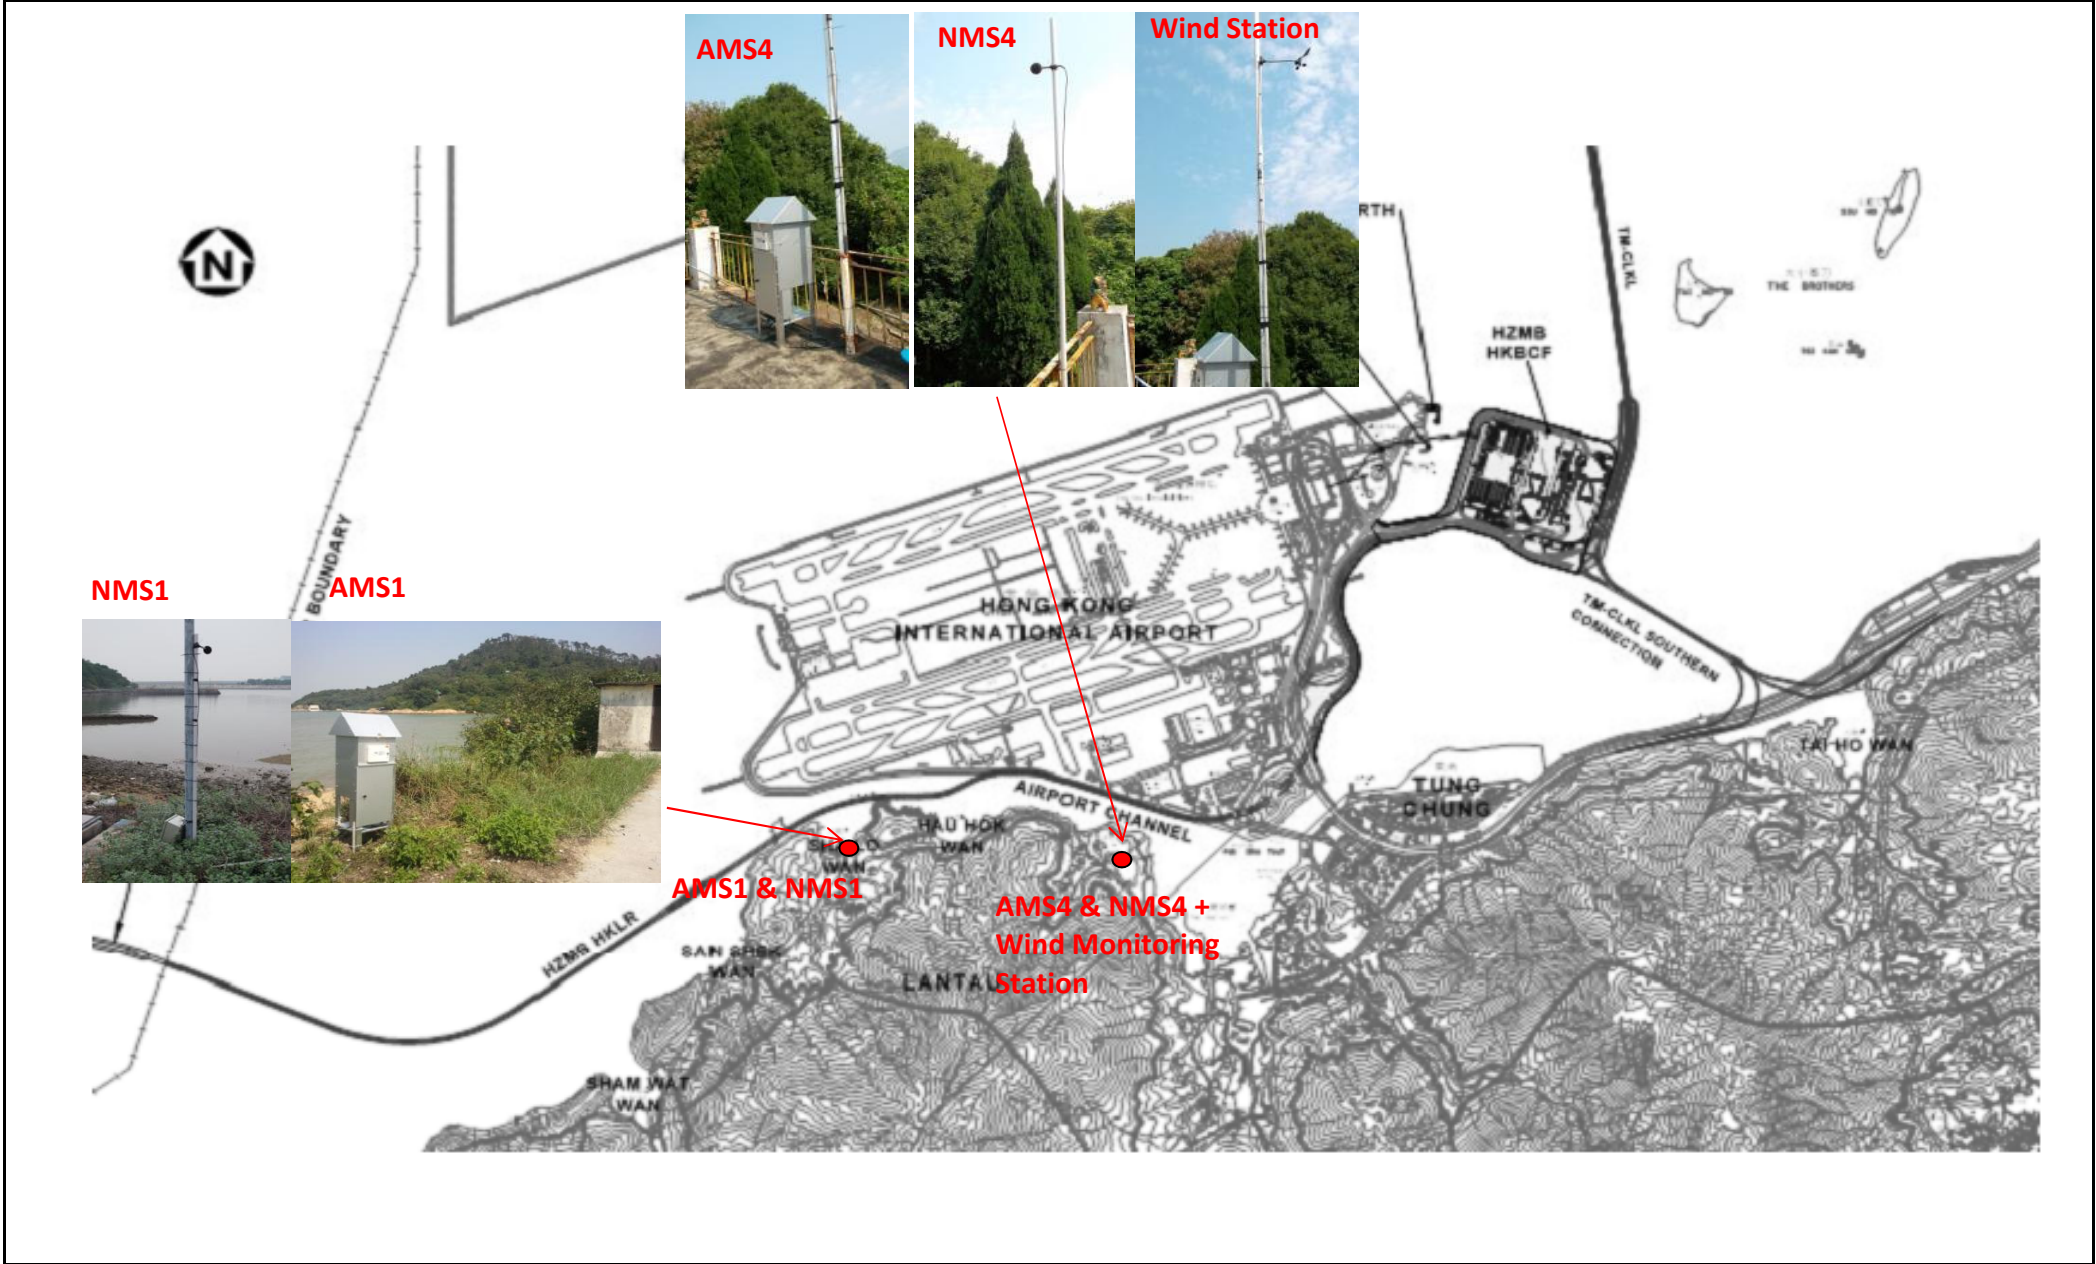 AMS4
NMS4
Wind Station
N
RTH
TM-CLKL
THE BROTHERS
HZMB
HKBCF
BOUNDARY
NMS1
AMS1
HONG KONG
INTERNATIONAL AIRPORT
TM-CLKL SOUTHERN
CONNECTION
TAI HO WAN
TUNG
CHUNG
AIRPORT CHANNEL
HAU HOK
WAN
WAN
AMS1 & NMS1
AMS4 & NMS4 +
Wind Monitoring
Station
HZMB HKLR
SAN SHEK
WAN
LANTAU
SHAM WAT
WAN